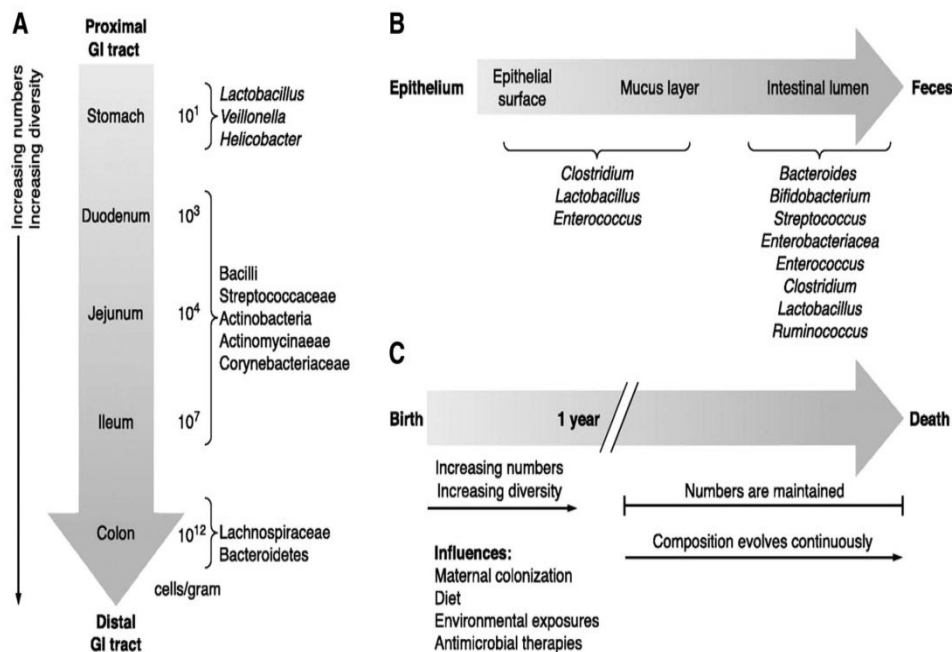 A
Proximal
GI tract
Increasing numbers
Increasing diversity
Stomach
10¹
Lactobacillus
Veillonella
Helicobacter
Duodenum
10³
Jejunum
10⁴
Ileum
10⁷
Bacilli
Streptococcaceae
Actinobacteria
Actinomycinaeae
Corynebacteriaceae
Colon
10¹²
Lachnospiraceae
Bacteroidetes
cells/gram
Distal
GI tract
B
Epithelium
Epithelial
surface
Mucus layer
Intestinal lumen
Feces
Clostridium
Lactobacillus
Enterococcus
Bacteroides
Bifidobacterium
Streptococcus
Enterobacteriacea
Enterococcus
Clostridium
Lactobacillus
Ruminococcus
C
Birth
1 year
Death
Increasing numbers
Increasing diversity
Numbers are maintained
Composition evolves continuously
Influences:
Maternal colonization
Diet
Environmental exposures
Antimicrobial therapies